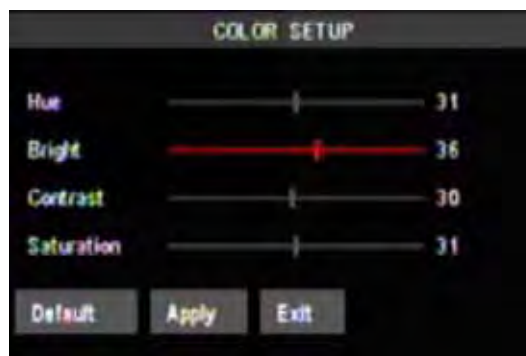 COLOR SETUP
Hue 31
Bright 36
Contrast 30
Saturation 31
Default Apply Exit